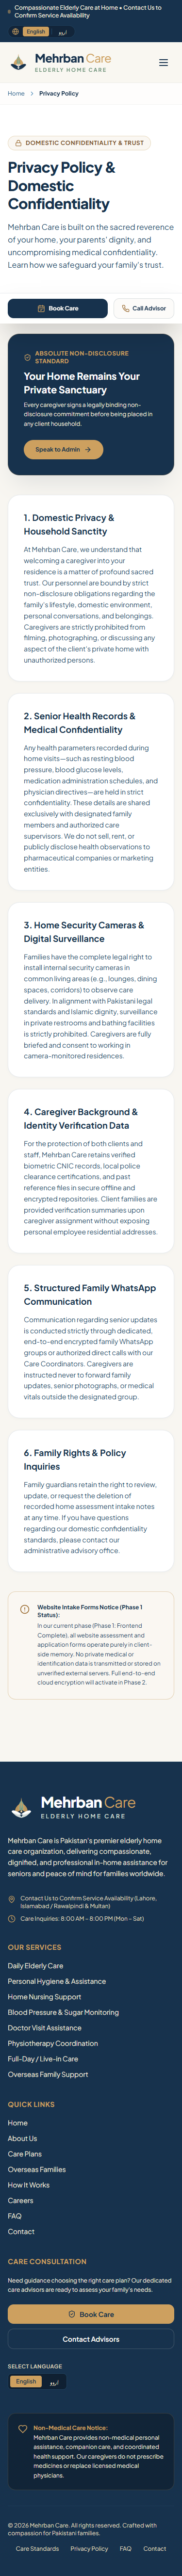 Compassionate Elderly Care at Home • Contact Us to
Confirm Service Availability
English اردو
Mehrban Care
ELDERLY HOME CARE
Home > Privacy Policy
DOMESTIC CONFIDENTIALITY & TRUST
Privacy Policy &
Domestic
Confidentiality
Mehrban Care is built on the sacred reverence
of your home, your parents' dignity, and
uncompromising medical confidentiality.
Learn how we safeguard your family's trust.
Book Care
Call Advisor
ABSOLUTE NON-DISCLOSURE
STANDARD
Your Home Remains Your
Private Sanctuary
Every caregiver signs a legally binding non-
disclosure commitment before being placed in
any client household.
Speak to Admin →
1. Domestic Privacy &
Household Sanctity
At Mehrban Care, we understand that
welcoming a caregiver into your
residence is a matter of profound sacred
trust. Our personnel are bound by strict
non-disclosure obligations regarding the
family's lifestyle, domestic environment,
personal conversations, and belongings.
Caregivers are strictly prohibited from
filming, photographing, or discussing any
aspect of the client's private home with
unauthorized persons.
2. Senior Health Records &
Medical Confidentiality
Any health parameters recorded during
home visits—such as resting blood
pressure, blood glucose levels,
medication administration schedules, and
physician directives—are held in strict
confidentiality. These details are shared
exclusively with designated family
members and authorized care
supervisors. We do not sell, rent, or
publicly disclose health observations to
pharmaceutical companies or marketing
entities.
3. Home Security Cameras &
Digital Surveillance
Families have the complete legal right to
install internal security cameras in
common living areas (e.g., lounges, dining
spaces, corridors) to observe care
delivery. In alignment with Pakistani legal
standards and Islamic dignity, surveillance
in private restrooms and bathing facilities
is strictly prohibited. Caregivers are fully
briefed and consent to working in
camera-monitored residences.
4. Caregiver Background &
Identity Verification Data
For the protection of both clients and
staff, Mehrban Care retains verified
biometric CNIC records, local police
clearance certifications, and past
reference files in secure offline and
encrypted repositories. Client families are
provided verification summaries upon
caregiver assignment without exposing
personal employee residential addresses.
5. Structured Family WhatsApp
Communication
Communication regarding senior updates
is conducted strictly through dedicated,
end-to-end encrypted family WhatsApp
groups or authorized direct calls with our
Care Coordinators. Caregivers are
instructed never to forward family
updates, senior photographs, or medical
vitals outside the designated group.
6. Family Rights & Policy
Inquiries
Family guardians retain the right to review,
update, or request the deletion of
recorded home assessment intake notes
at any time. If you have questions
regarding our domestic confidentiality
standards, please contact our
administrative advisory office.
Website Intake Forms Notice (Phase 1
Status):
In our current phase (Phase 1: Frontend
Complete), all website assessment and
application forms operate purely in client-
side memory. No private medical or
identification data is transmitted or stored on
unverified external servers. Full end-to-end
cloud encryption will activate in Phase 2.
Mehrban Care
ELDERLY HOME CARE
Mehrban Care is Pakistan's premier elderly home
care organization, delivering compassionate,
dignified, and professional in-home assistance for
seniors and peace of mind for families worldwide.
Contact Us to Confirm Service Availability (Lahore,
Islamabad / Rawalpindi & Multan)
Care Inquiries: 8:00 AM – 8:00 PM (Mon – Sat)
OUR SERVICES
Daily Elderly Care
Personal Hygiene & Assistance
Home Nursing Support
Blood Pressure & Sugar Monitoring
Doctor Visit Assistance
Physiotherapy Coordination
Full-Day / Live-in Care
Overseas Family Support
QUICK LINKS
Home
About Us
Care Plans
Overseas Families
How It Works
Careers
FAQ
Contact
CARE CONSULTATION
Need guidance choosing the right care plan? Our dedicated
care advisors are ready to assess your family's needs.
Book Care
Contact Advisors
SELECT LANGUAGE
English اردو
Non-Medical Care Notice:
Mehrban Care provides non-medical personal
assistance, companion care, and coordinated
health support. Our caregivers do not prescribe
medicines or replace licensed medical
physicians.
© 2026 Mehrban Care. All rights reserved. Crafted with
compassion for Pakistani families.
Care Standards Privacy Policy FAQ Contact